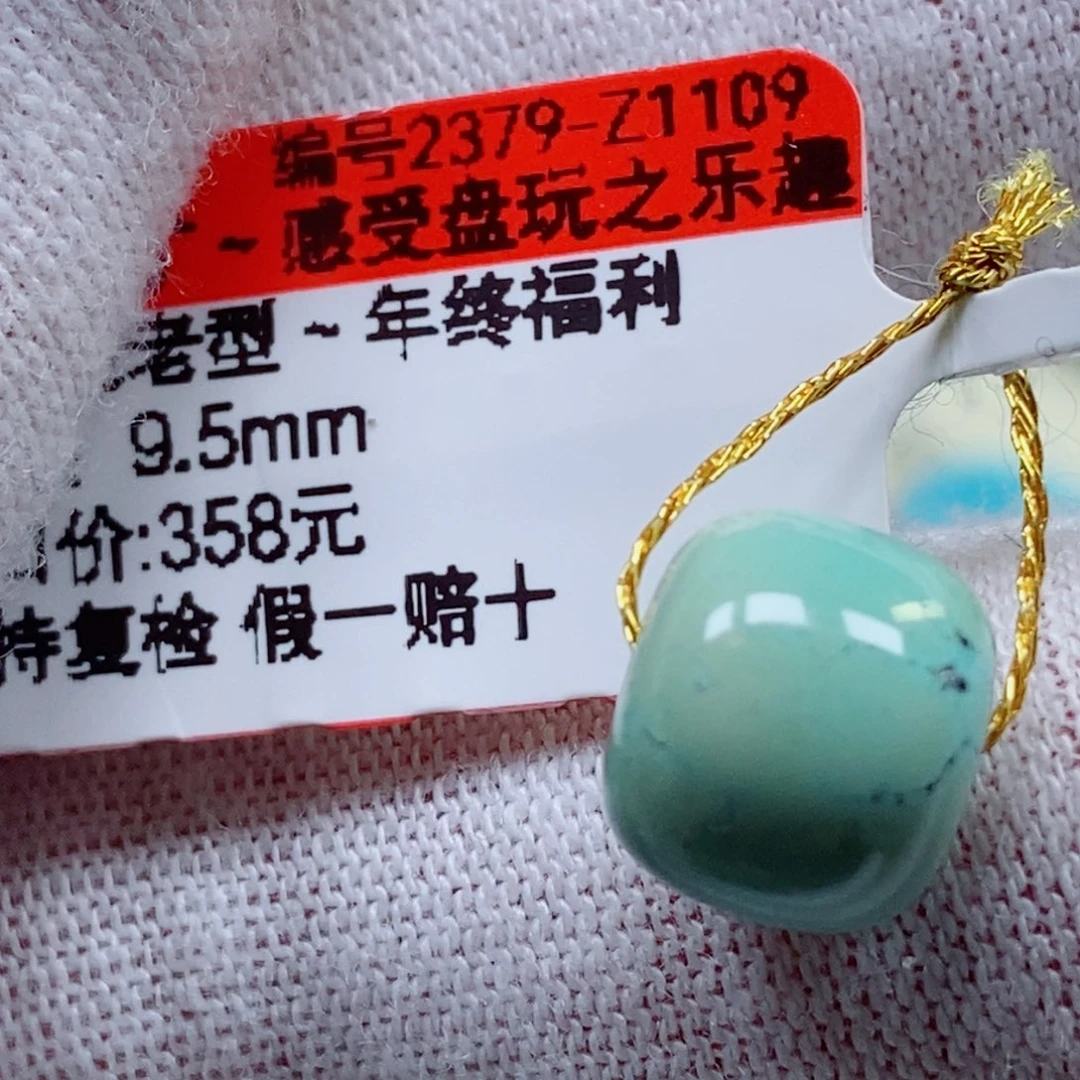 编号2379-Z1109
~感受盘玩之乐趣
老型~年终福利
9.5mm
价:358元
持复检 假一赔十